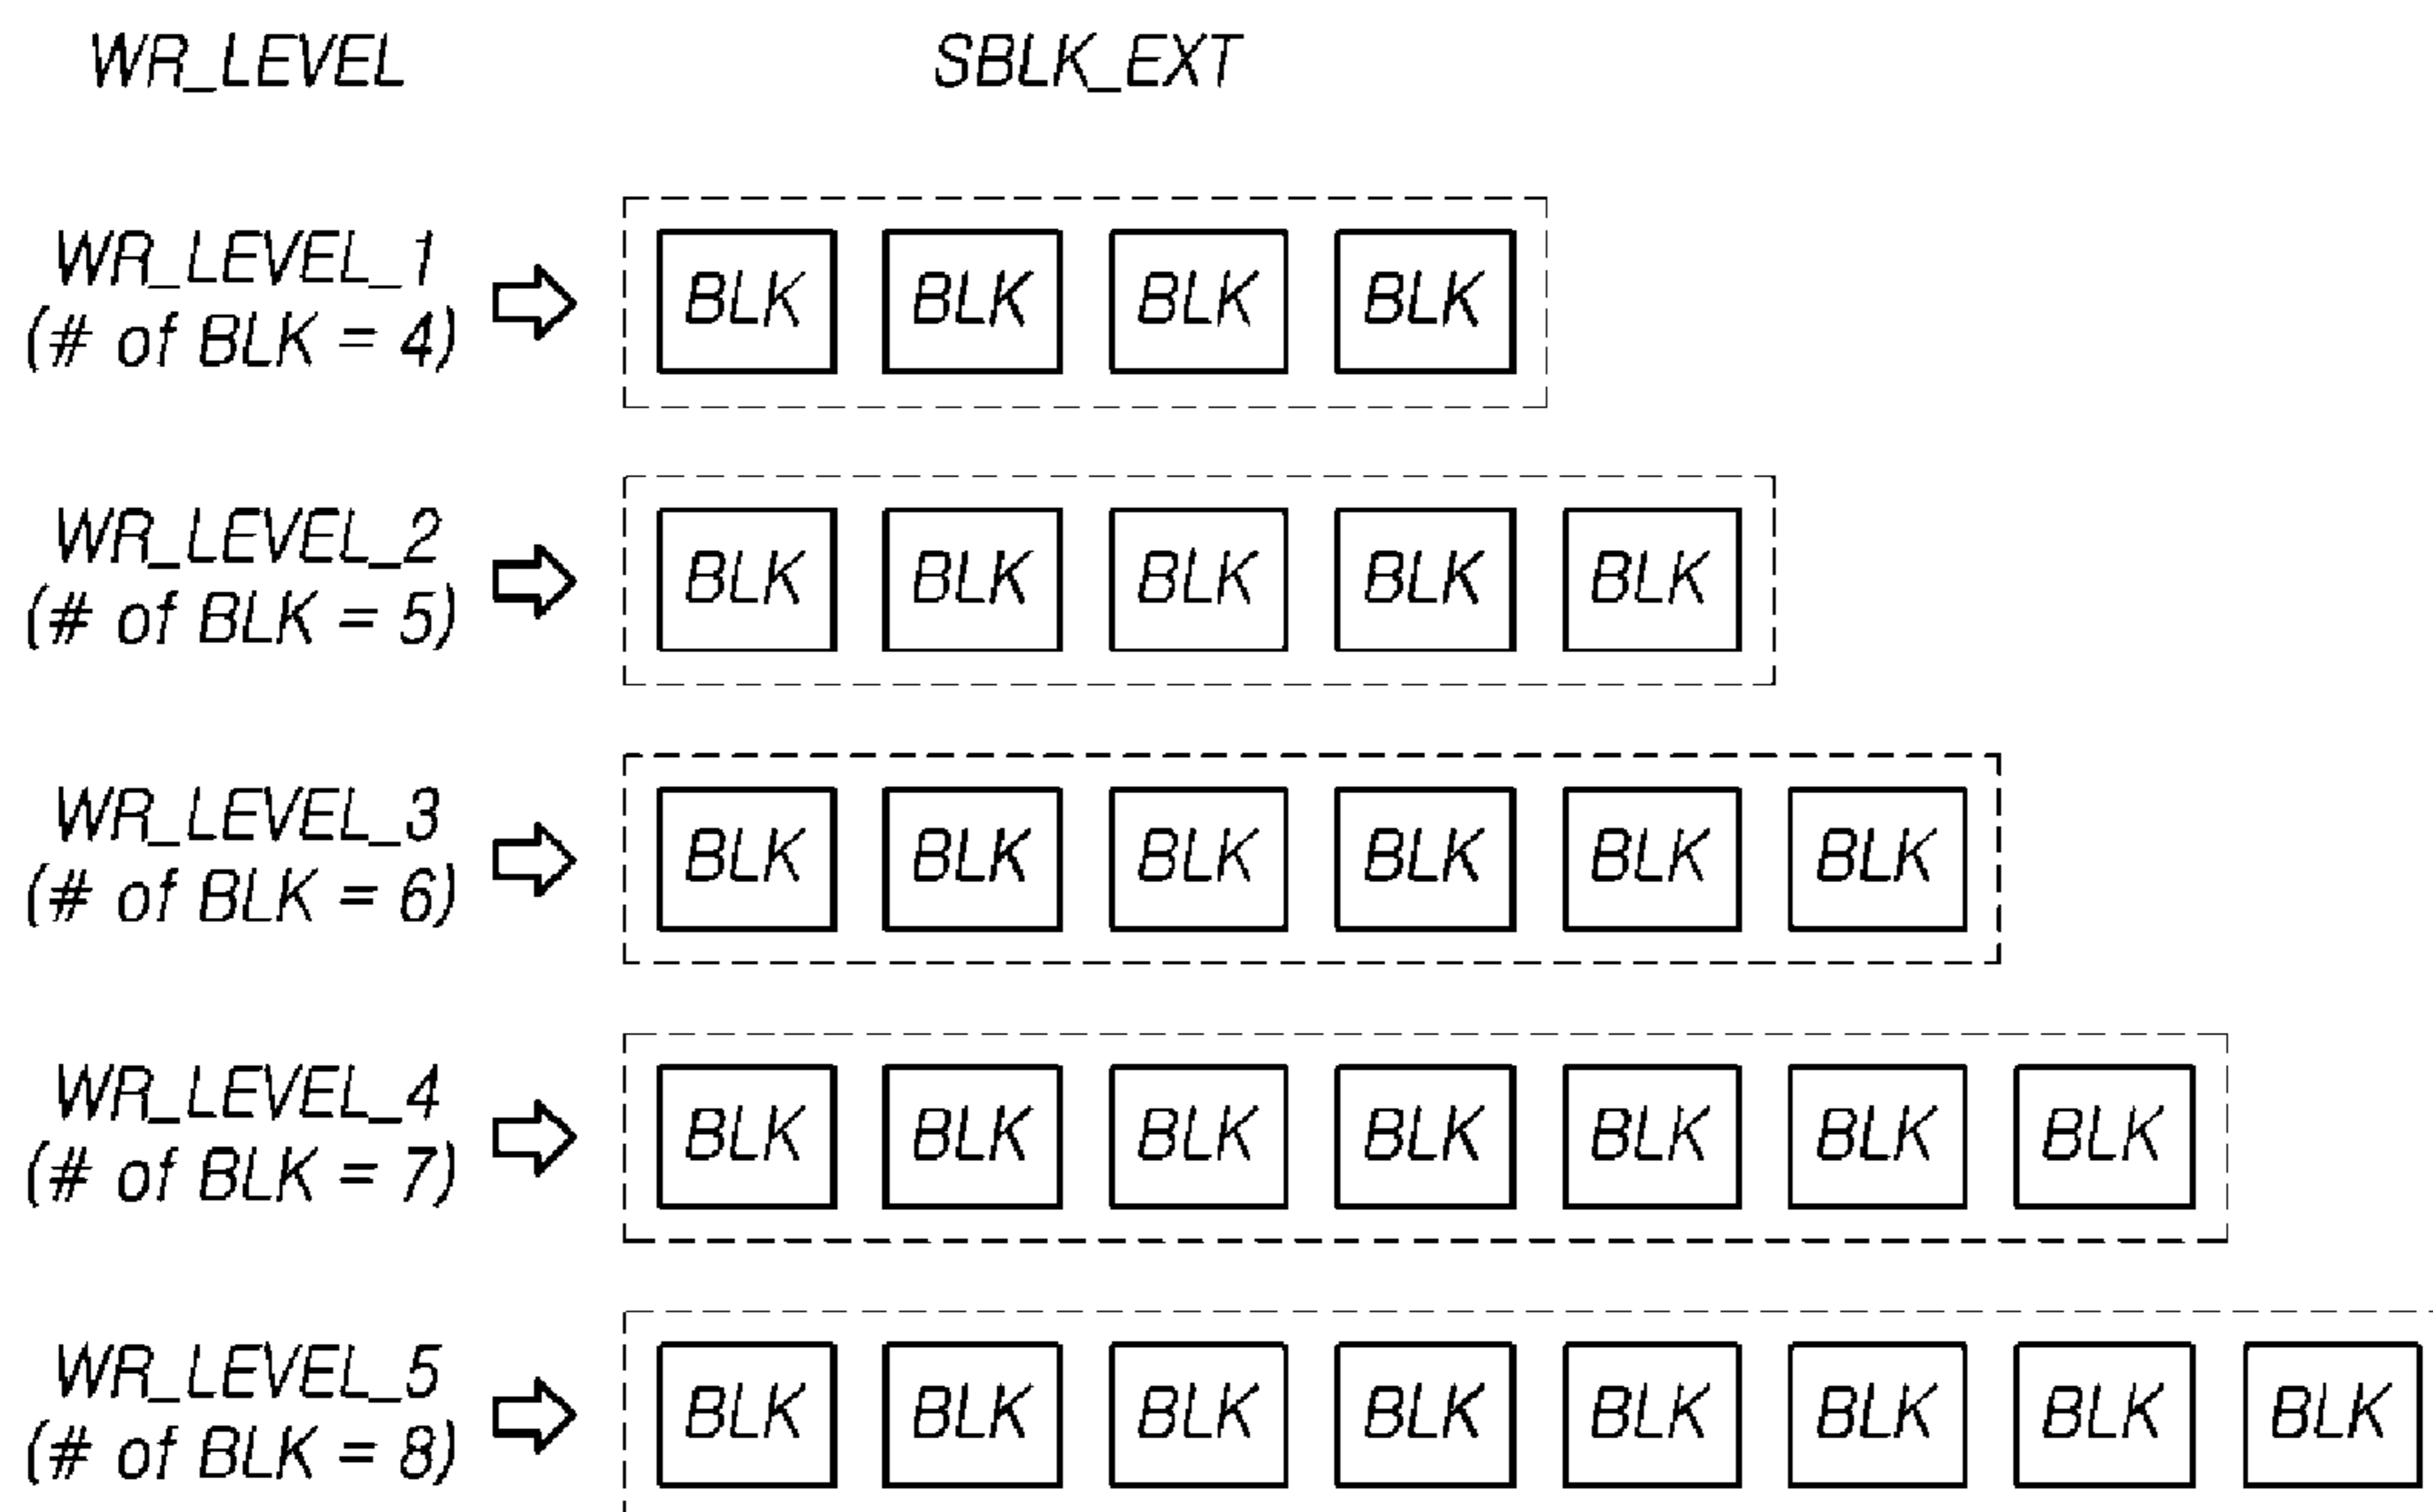 WR_LEVEL SBLK_EXT
WR_LEVEL_1
(# of BLK = 4)
BLK BLK BLK BLK
WR_LEVEL_2
(# of BLK = 5)
BLK BLK BLK BLK BLK
WR_LEVEL_3
(# of BLK = 6)
BLK BLK BLK BLK BLK BLK
WR_LEVEL_4
(# of BLK = 7)
BLK BLK BLK BLK BLK BLK BLK
WR_LEVEL_5
(# of BLK = 8)
BLK BLK BLK BLK BLK BLK BLK BLK